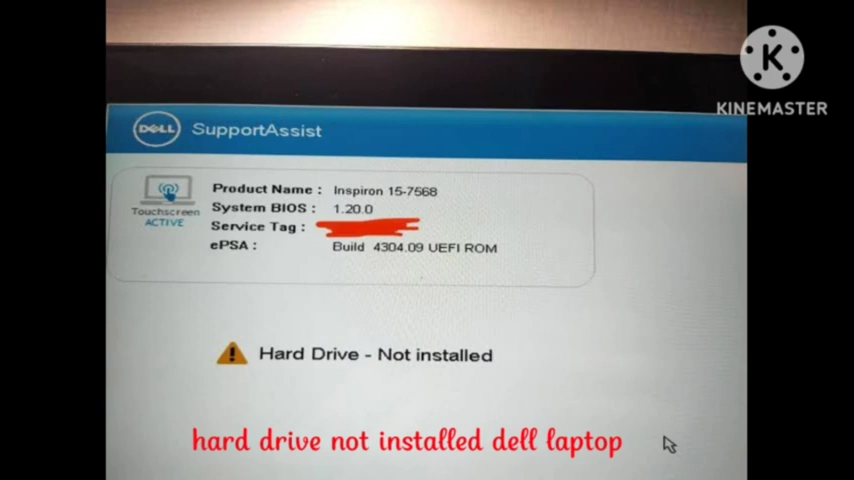 KINEMASTER
DELL SupportAssist
Touchscreen
ACTIVE
Product Name : Inspiron 15-7568
System BIOS : 1.20.0
Service Tag :
ePSA : Build 4304.09 UEFI ROM
Hard Drive - Not installed
hard drive not installed dell laptop